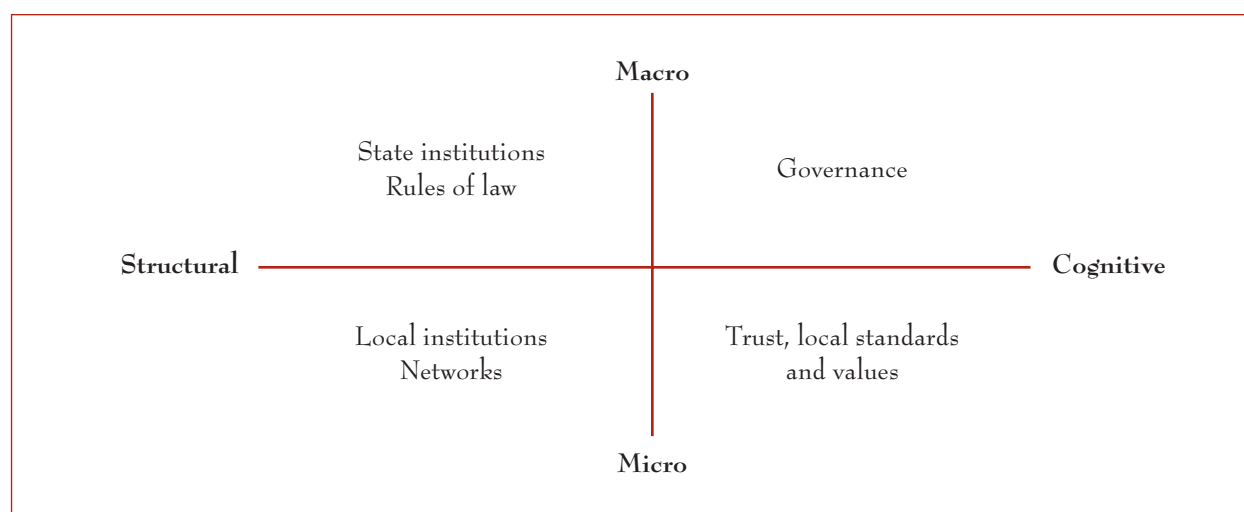 Macro
State institutions
Rules of law
Governance
Structural
Cognitive
Local institutions
Networks
Trust, local standards
and values
Micro